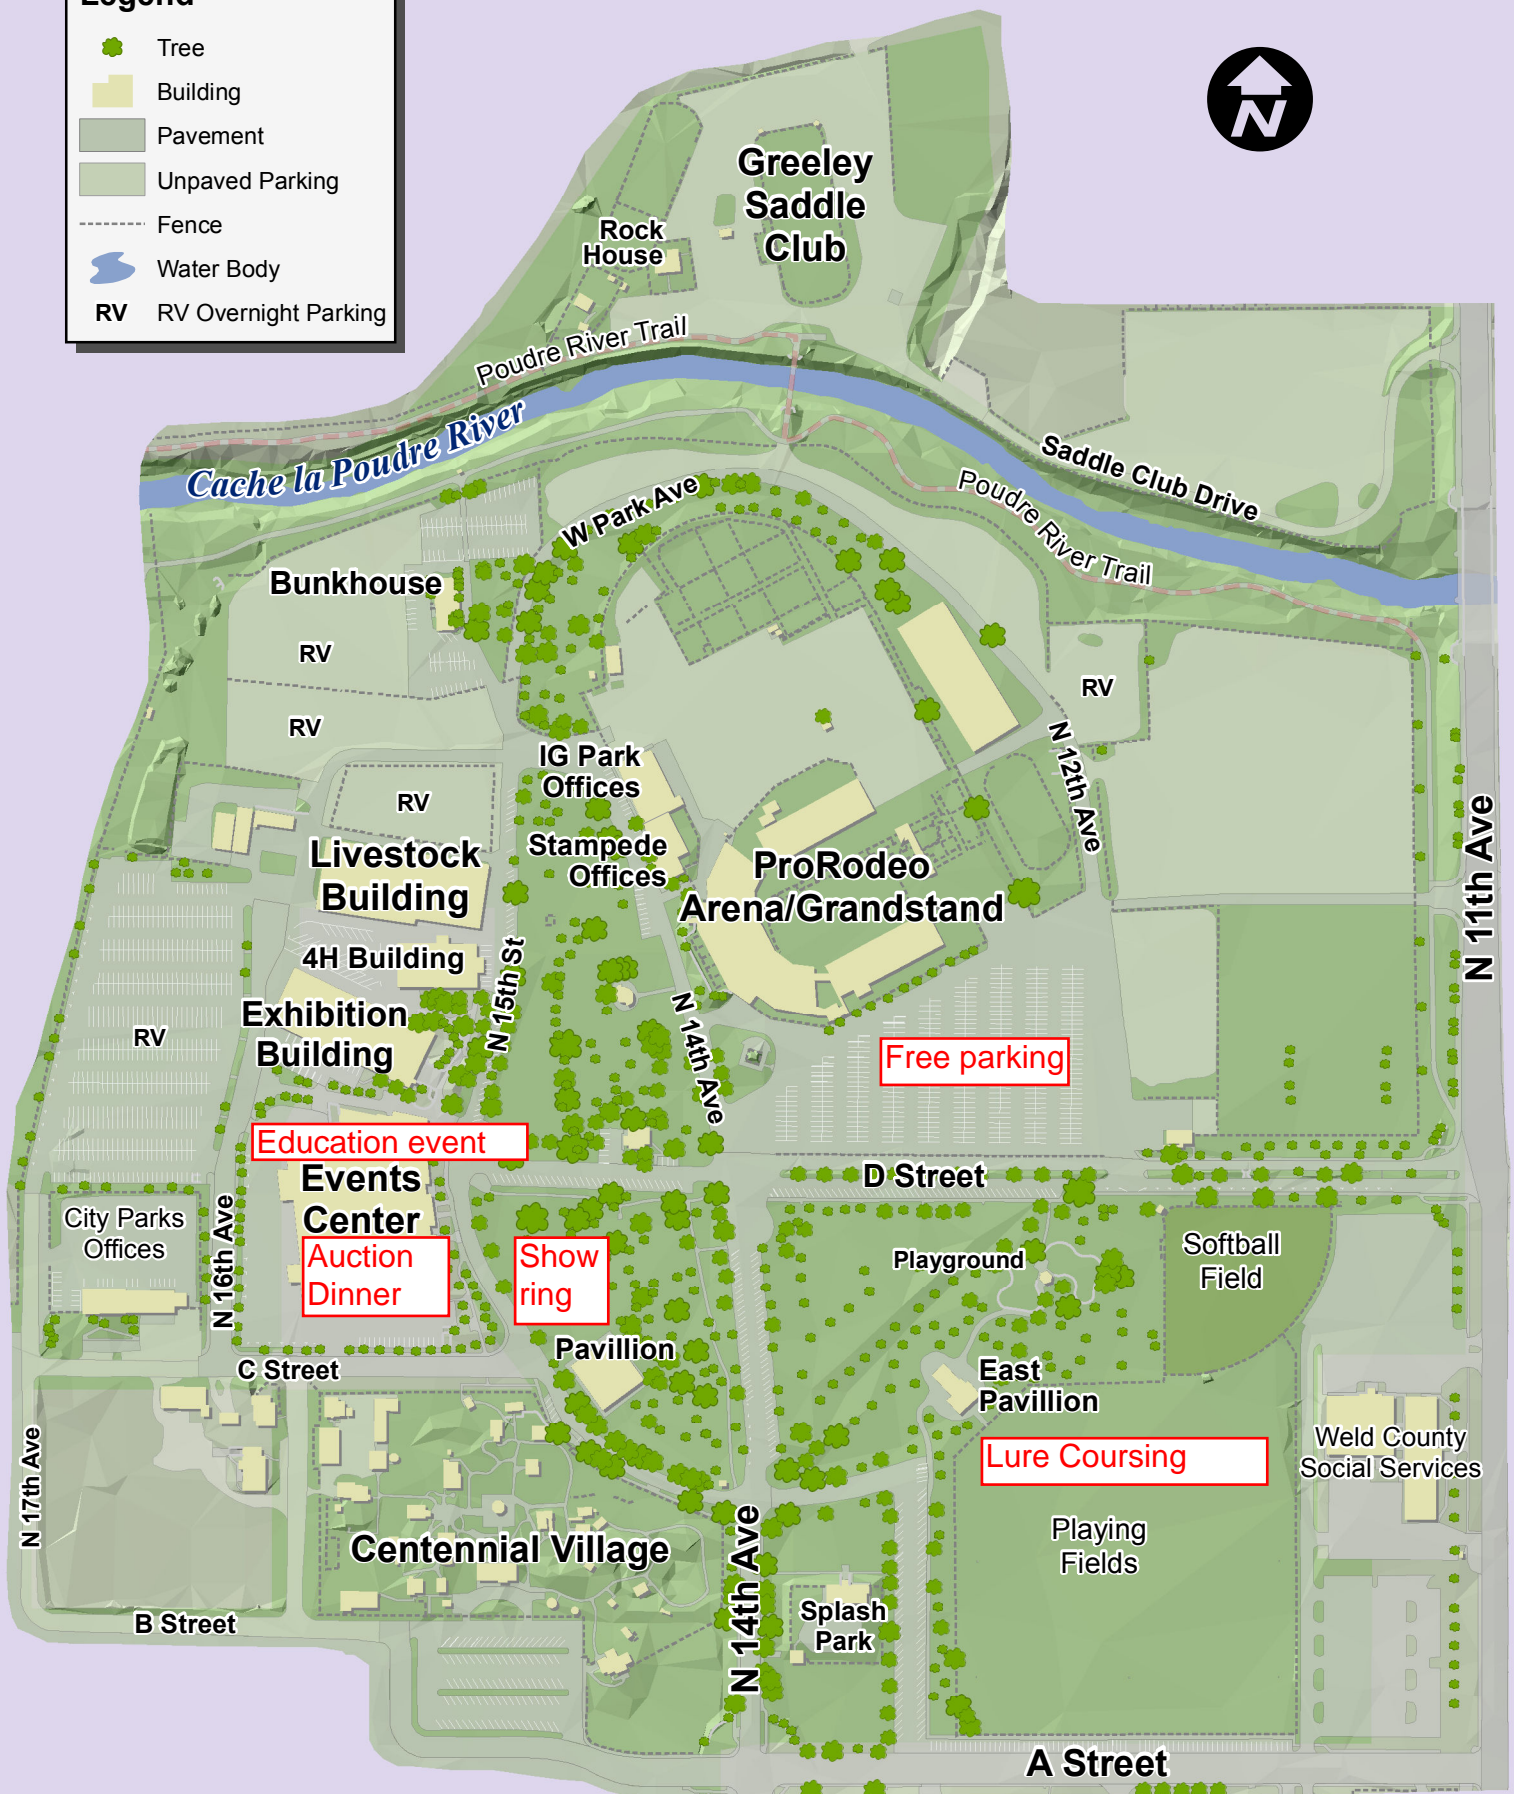 Legend
Tree
Building
Pavement
Unpaved Parking
Fence
Water Body
RV RV Overnight Parking
N
Greeley
Saddle
Club
Rock
House
Poudre River Trail
Cache la Poudre River
Saddle Club Drive
Poudre River Trail
W Park Ave
Bunkhouse
RV
RV
RV
N 12th Ave
IG Park
Offices
RV
Stampede
Offices
Livestock
Building
ProRodeo
Arena/Grandstand
N 11th Ave
4H Building
N 15th St
Exhibition
Building
RV
N 14th Ave
Free parking
Education event
Events
Center
D Street
City Parks
Offices
N 16th Ave
Auction
Dinner
Show
ring
Playground
Softball
Field
Pavillion
C Street
East
Pavillion
Lure Coursing
Weld County
Social Services
N 17th Ave
Centennial Village
N 14th Ave
Playing
Fields
Splash
Park
B Street
A Street